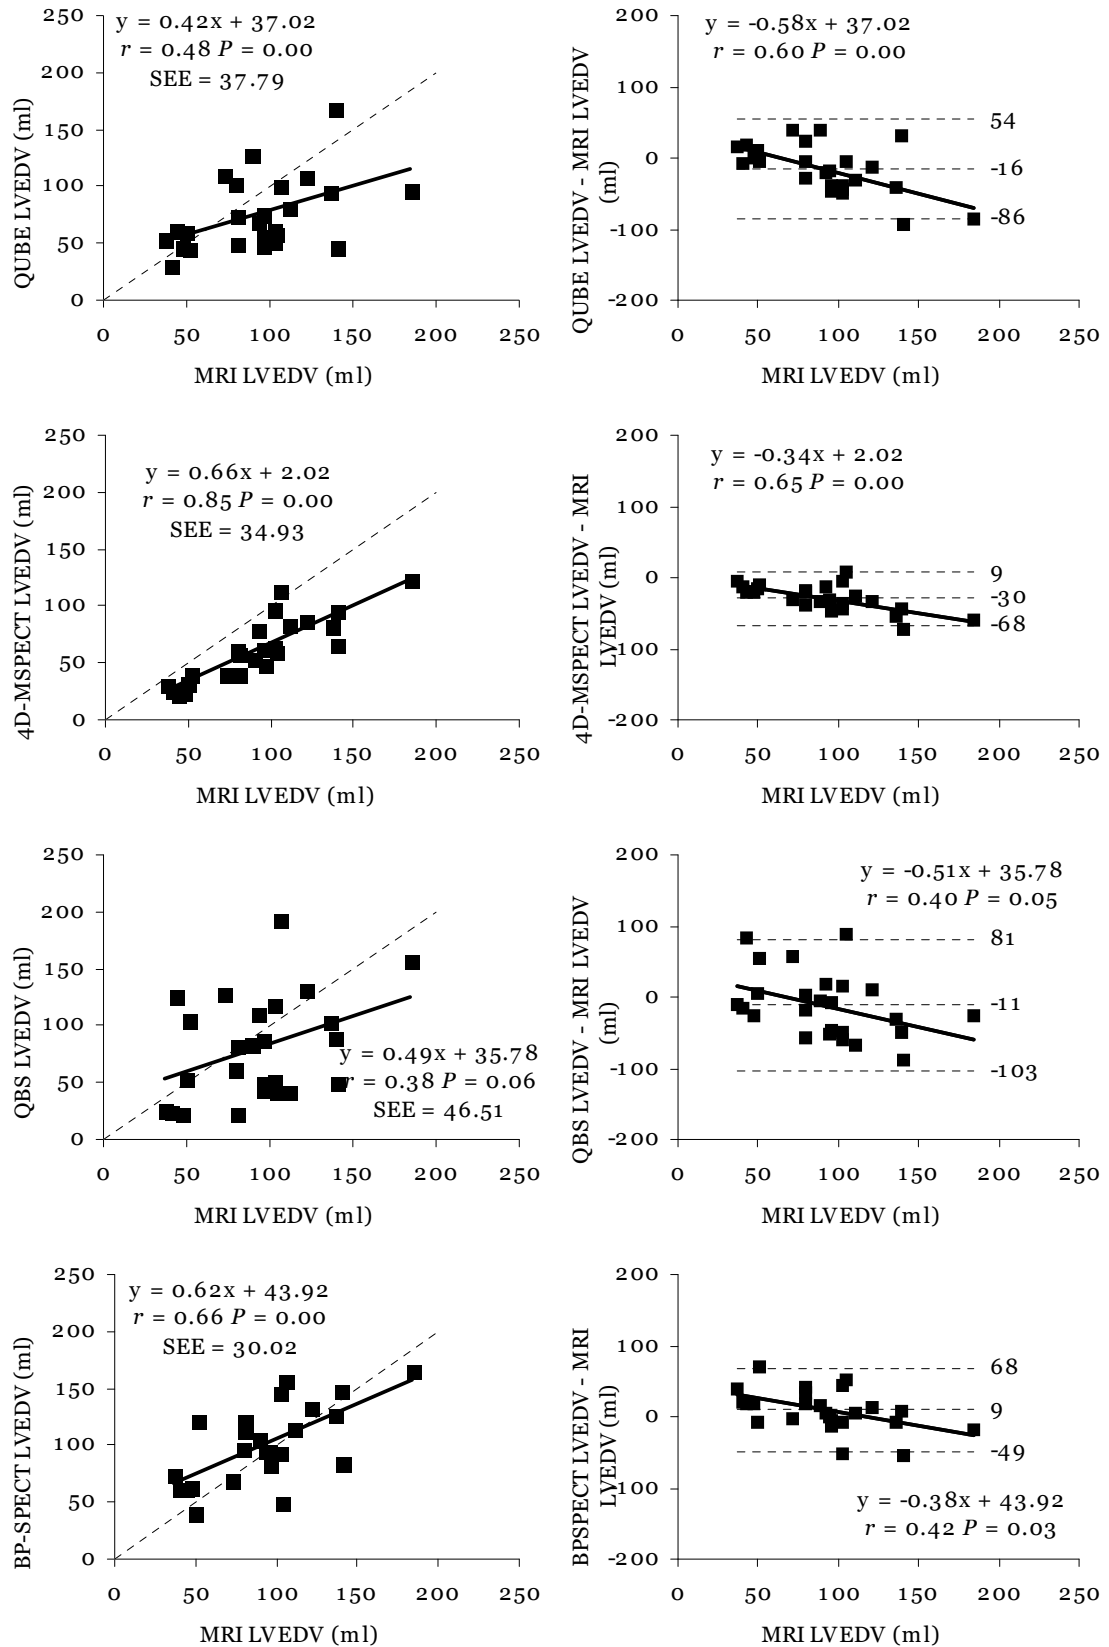 y = 0.42x + 37.02
r = 0.48 P = 0.00
SEE = 37.79
QUBE LVEDV (ml)
250
200
150
100
50
0
0 50 100 150 200 250
MRI LVEDV (ml)
y = -0.58x + 37.02
r = 0.60 P = 0.00
QUBE LVEDV - MRI LVEDV
(ml)
200
100
0
-100
-200
54
-16
-86
0 50 100 150 200 250
MRI LVEDV (ml)
y = 0.66x + 2.02
r = 0.85 P = 0.00
SEE = 34.93
4D-MSPECT LVEDV (ml)
250
200
150
100
50
0
0 50 100 150 200 250
MRI LVEDV (ml)
y = -0.34x + 2.02
r = 0.65 P = 0.00
4D-MSPECT LVEDV - MRI
LVEDV (ml)
200
100
0
-100
-200
9
-30
-68
0 50 100 150 200 250
MRI LVEDV (ml)
QBS LVEDV (ml)
250
200
150
100
50
0
y = 0.49x + 35.78
r = 0.38 P = 0.06
SEE = 46.51
0 50 100 150 200 250
MRI LVEDV (ml)
y = -0.51x + 35.78
r = 0.40 P = 0.05
QBS LVEDV - MRI LVEDV
(ml)
200
100
0
-100
-200
81
-11
-103
0 50 100 150 200 250
MRI LVEDV (ml)
y = 0.62x + 43.92
r = 0.66 P = 0.00
SEE = 30.02
BP-SPECT LVEDV (ml)
250
200
150
100
50
0
0 50 100 150 200 250
MRI LVEDV (ml)
BPSPECT LVEDV - MRI
LVEDV (ml)
200
100
0
-100
-200
68
9
-49
y = -0.38x + 43.92
r = 0.42 P = 0.03
0 50 100 150 200 250
MRI LVEDV (ml)